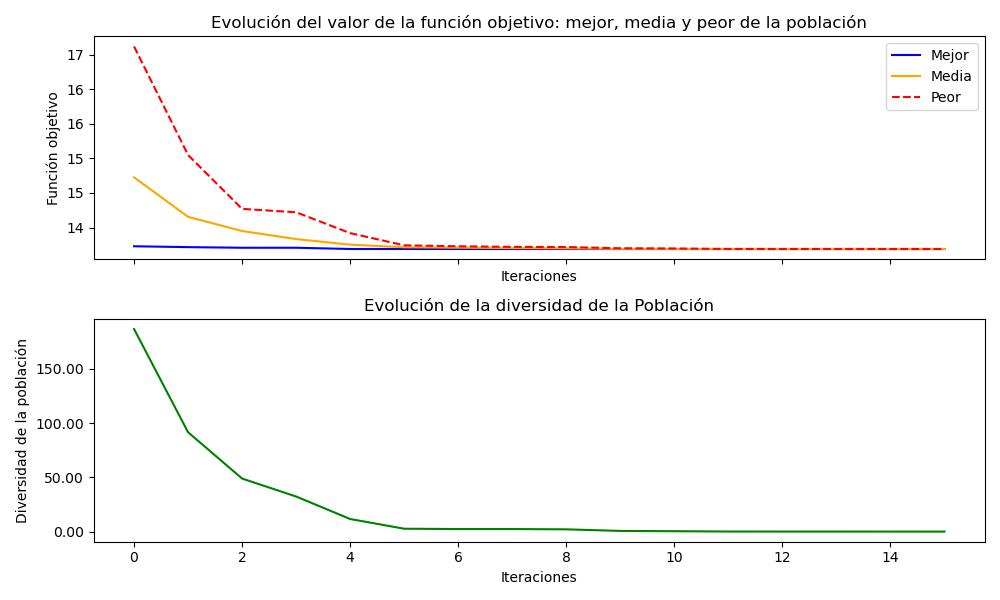 Evolución del valor de la función objetivo: mejor, media y peor de la población
Función objetivo
17
16
16
15
15
14
Mejor
Media
Peor
Iteraciones
Evolución de la diversidad de la Población
Diversidad de la población
150.00
100.00
50.00
0.00
0 2 4 6 8 10 12 14
Iteraciones